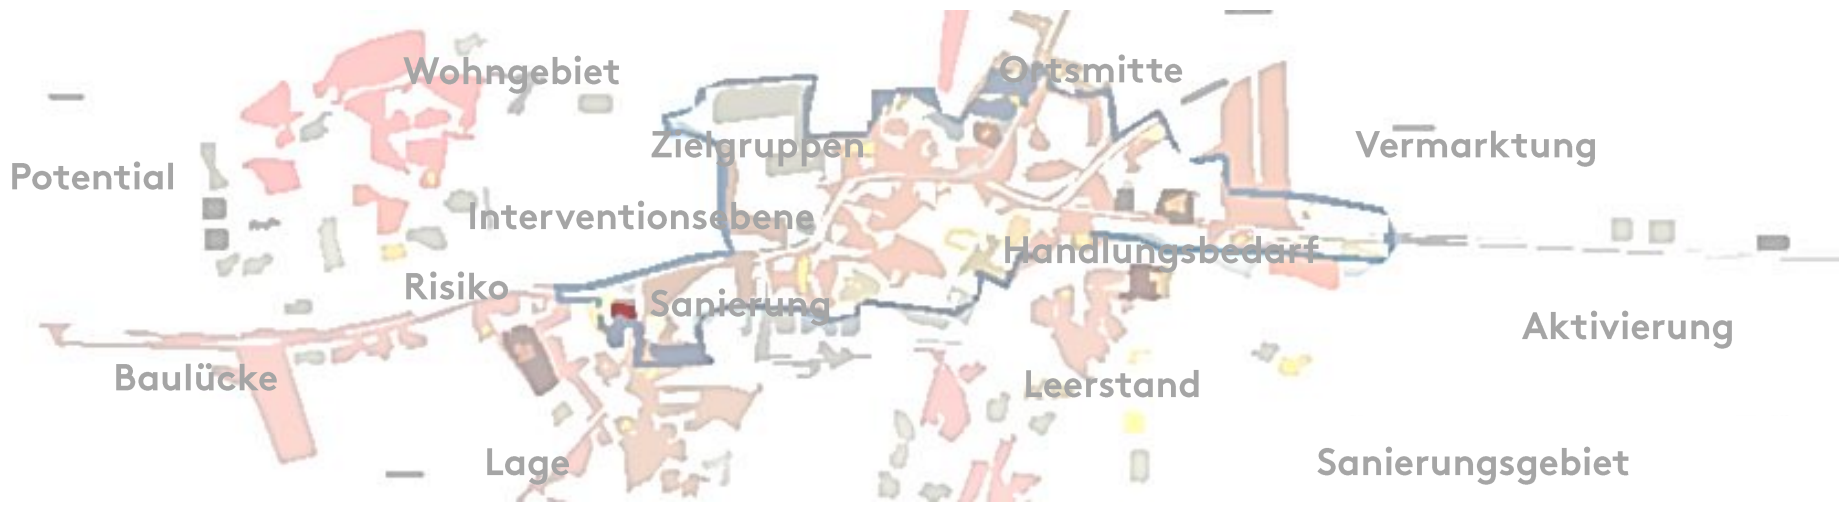 Wohngebiet
Ortsmitte
Zielgruppen
Vermarktung
Potential
Interventionsebene
Handlungsbedarf
Risiko
Sanierung
Aktivierung
Baulücke
Leerstand
Lage
Sanierungsgebiet